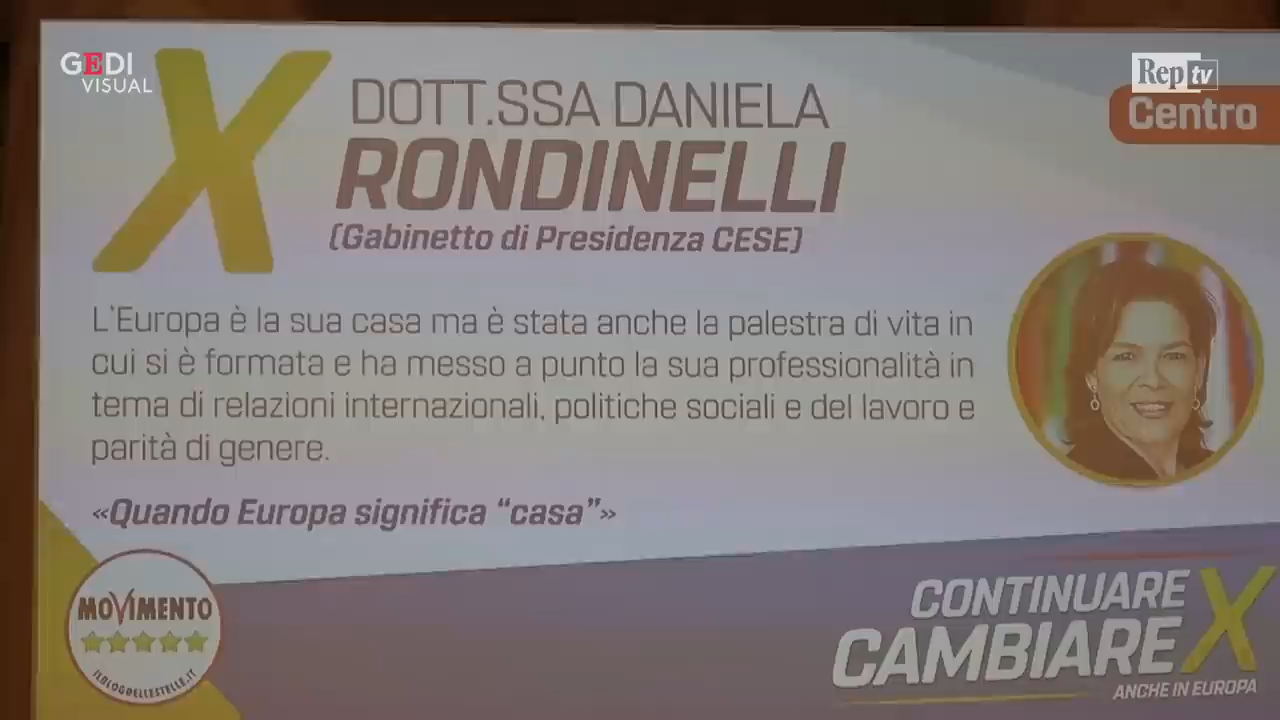 GEDI
VISUAL
Rep tv
Centro
X
DOTT.SSA DANIELA
RONDINELLI
(Gabinetto di Presidenza CESE)
L'Europa è la sua casa ma è stata anche la palestra di vita in
cui si è formata e ha messo a punto la sua professionalità in
tema di relazioni internazionali, politiche sociali e del lavoro e
parità di genere.
«Quando Europa significa “casa”»
MOVIMENTO
ILBLOGDELLESTELLE.IT
CONTINUARE
X
CAMBIARE
ANCHE IN EUROPA